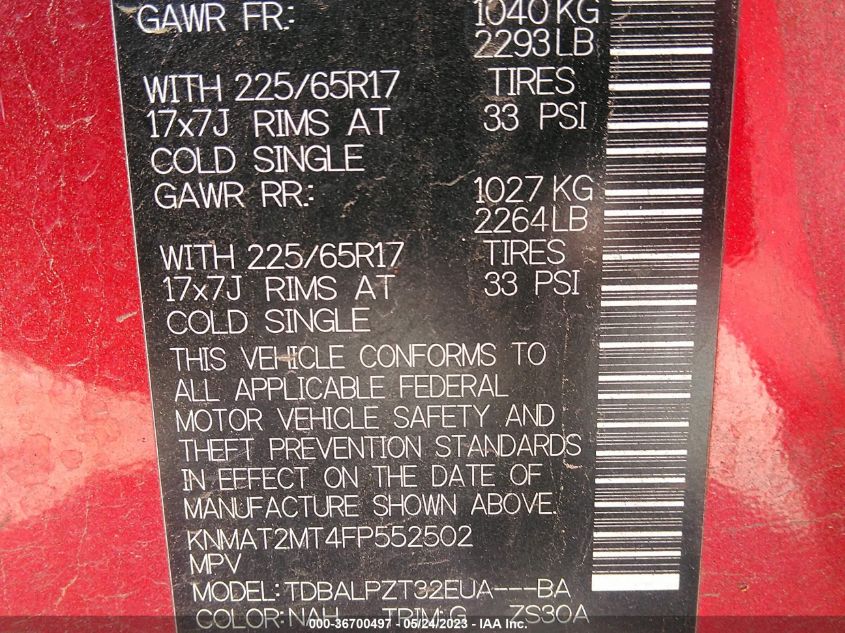 GAWR FR.: 1040 KG
2293 LB
WITH 225/65R17 TIRES
17x7J RIMS AT 33 PSI
COLD SINGLE
GAWR RR.: 1027 KG
2264 LB
WITH 225/65R17 TIRES
17x7J RIMS AT 33 PSI
COLD SINGLE
THIS VEHICLE CONFORMS TO
ALL APPLICABLE FEDERAL
MOTOR VEHICLE SAFETY AND
THEFT PREVENTION STANDARDS
IN EFFECT ON THE DATE OF
MANUFACTURE SHOWN ABOVE.
KNMAT2MT4FP552502
MPV
MODEL: TDBALPZT32EUA---BA
COLOR: NAH TRIM: G ZS30A
000-36700497 - 05/24/2023 - IAA Inc.